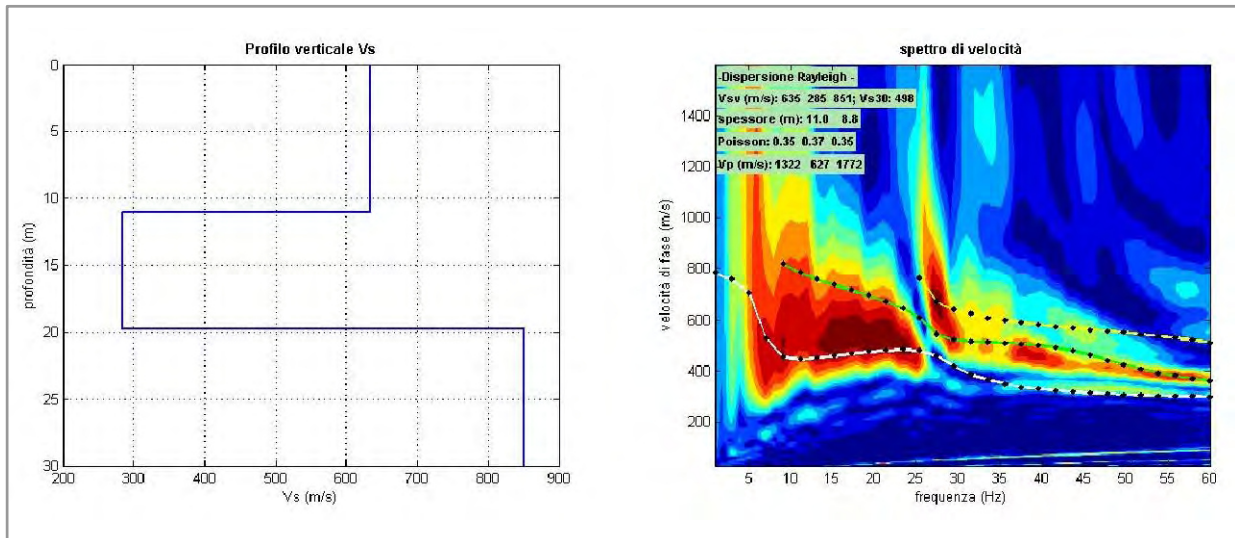 Profilo verticale Vs
0
5
10
15
20
25
30
profondità (m)
200 300 400 500 600 700 800 900
Vs (m/s)
spettro di velocità
-Dispersione Rayleigh -
Vsv (m/s): 635 285 851; Vs30: 498
spessore (m): 11.0 8.8
Poisson: 0.35 0.37 0.35
Vp (m/s): 1322 627 1772
1400
1200
1000
800
600
400
200
velocità di fase (m/s)
5 10 15 20 25 30 35 40 45 50 55 60
frequenza (Hz)